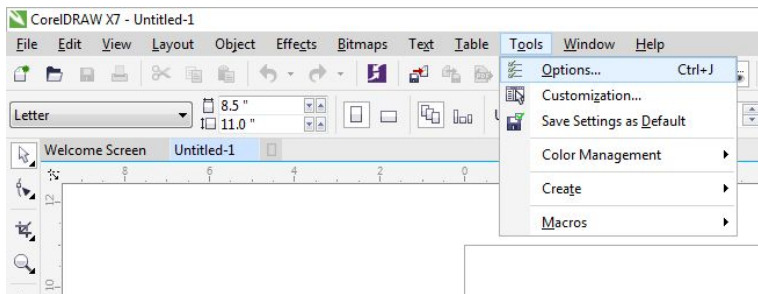 CorelDRAW X7 - Untitled-1
File Edit View Layout Object Effects Bitmaps Text Table Tools Window Help
Options... Ctrl+J
Customization...
Letter
8.5 "
11.0 "
Save Settings as Default
Welcome Screen Untitled-1
Color Management
8 6 4 2 0
Create
12
Macros
10